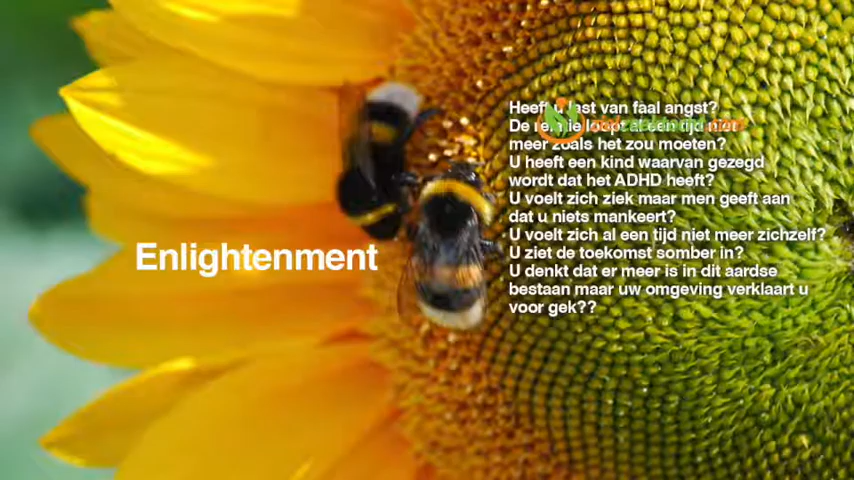 Enlightenment
Heeft u last van faal angst?
De relatie loopt al een tijd niet
meer zoals het zou moeten?
U heeft een kind waarvan gezegd
wordt dat het ADHD heeft?
U voelt zich ziek maar men geeft aan
dat u niets mankeert?
U voelt zich al een tijd niet meer zichzelf?
U ziet de toekomst somber in?
U denkt dat er meer is in dit aardse
bestaan maar uw omgeving verklaart u
voor gek??